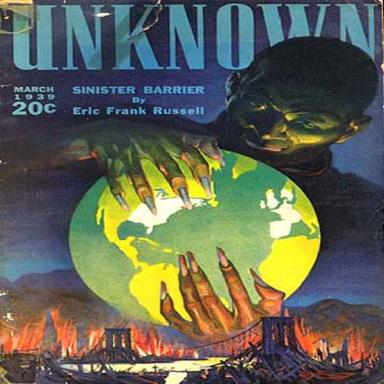 UNKNOWN
MARCH
1939
20c
SINISTER BARRIER
By
Eric Frank Russell